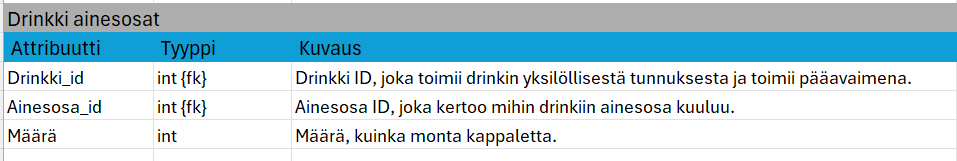 Drinkki ainesosat
Attribuutti Tyyppi Kuvaus
Drinkki_id int {fk} Drinkki ID, joka toimii drinkin yksilöllisestä tunnuksesta ja toimii pääavaimena.
Ainesosa_id int {fk} Ainesosa ID, joka kertoo mihin drinkiin ainesosa kuuluu.
Määrä int Määrä, kuinka monta kappaletta.